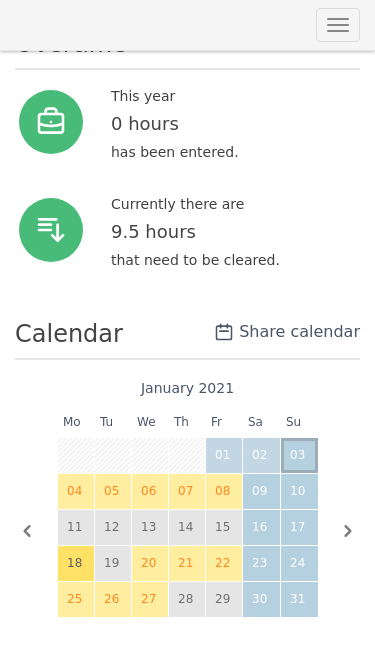 This year
0 hours
has been entered.
Currently there are
9.5 hours
that need to be cleared.
Calendar
Share calendar
January 2021
Mo Tu We Th Fr Sa Su
01 02 03
04 05 06 07 08 09 10
11 12 13 14 15 16 17
18 19 20 21 22 23 24
25 26 27 28 29 30 31